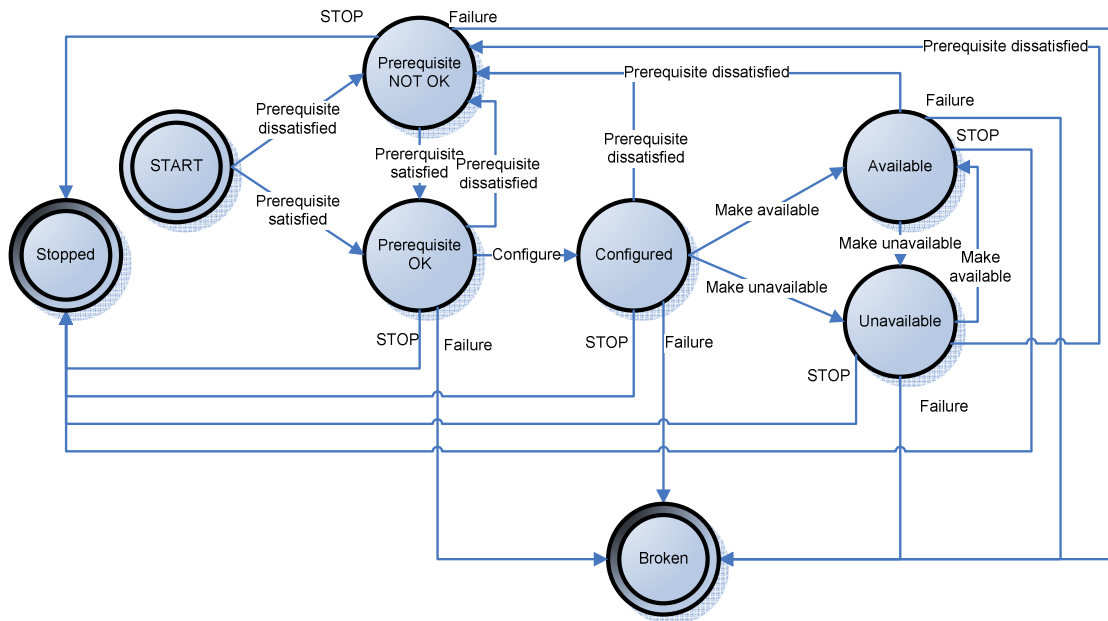 STOP
Failure
Prerequisite
NOT OK
Prerequisite dissatisfied
Prerequisite dissatisfied
Failure
STOP
Prerequisite
dissatisfied
START
Prerequisite
satisfied
Prerequisite
satisfied
Prerequisite
dissatisfied
Prerequisite
dissatisfied
Available
Make available
Make unavailable
Make
available
Stopped
Prerequisite
OK
Configure
Configured
Make unavailable
Unavailable
STOP
Failure
STOP
Failure
STOP
Failure
Broken